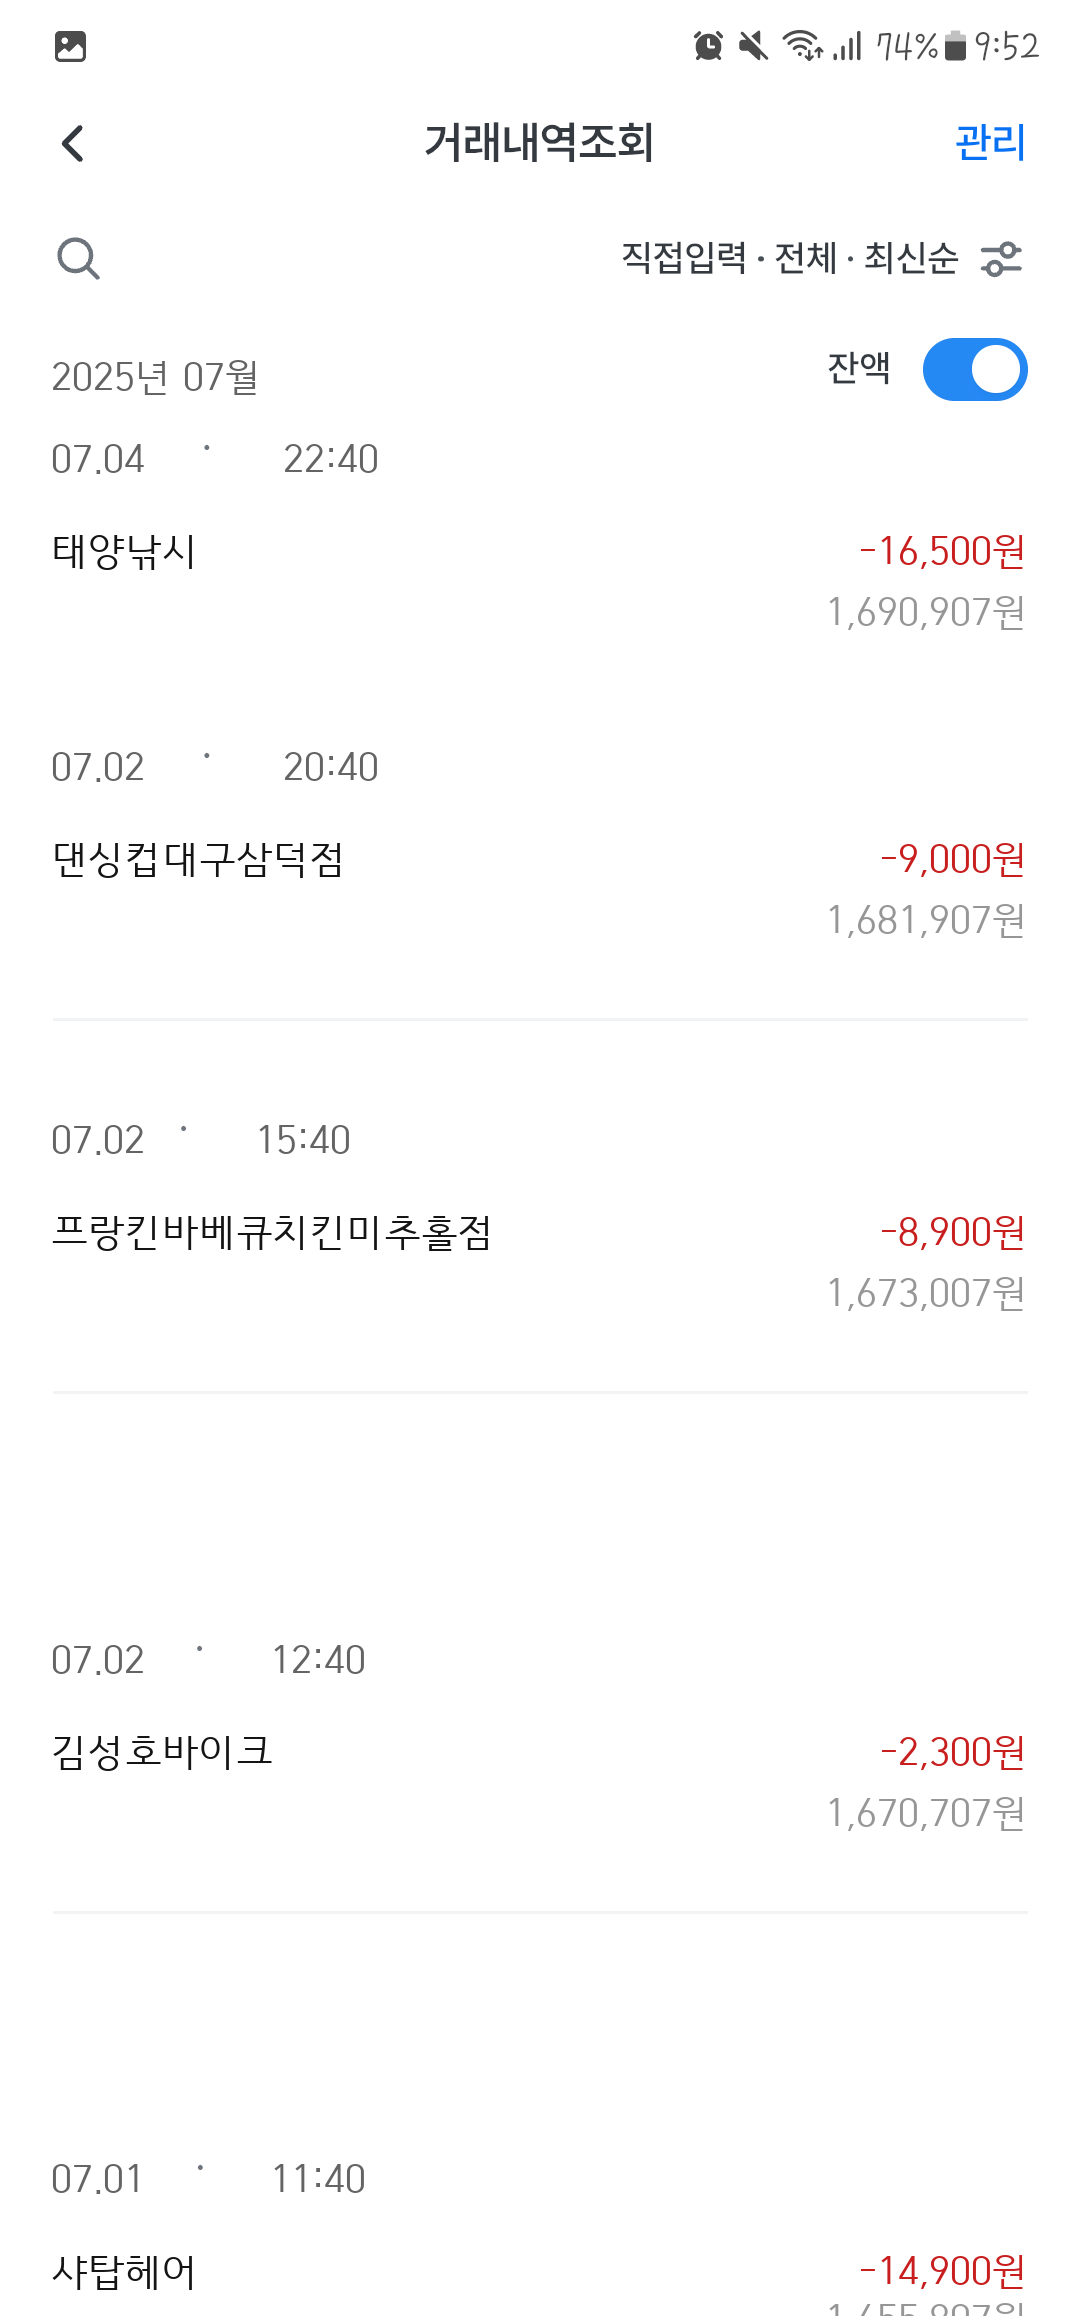 74% 9:52
거래내역조회 관리
직접입력 · 전체 · 최신순
2025년 07월 잔액
07.04 · 22:40
태양낚시 -16,500원
1,690,907원
07.02 · 20:40
댄싱컵대구삼덕점 -9,000원
1,681,907원
07.02 · 15:40
프랑킨바베큐치킨미추홀점 -8,900원
1,673,007원
07.02 · 12:40
김성호바이크 -2,300원
1,670,707원
07.01 · 11:40
샤탑헤어 -14,900원